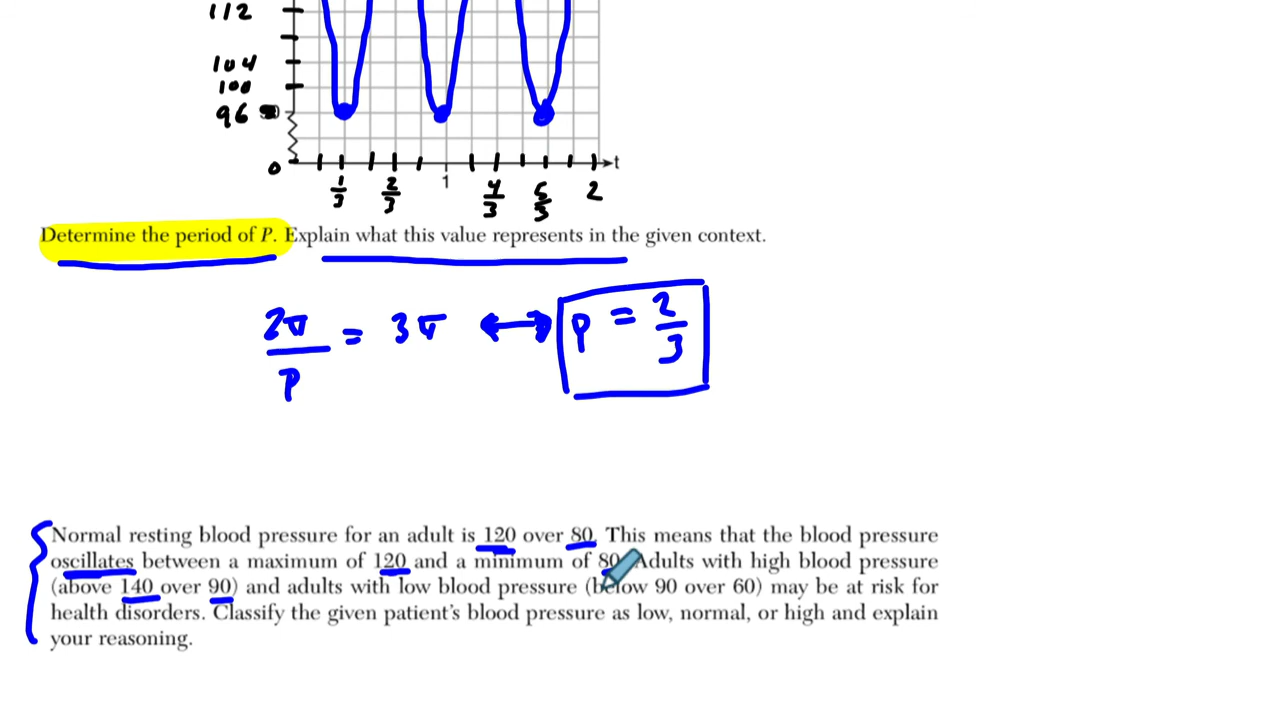 112
104
100
96
0
t
1/3 2/3 1 4/3 5/3 2
Determine the period of P. Explain what this value represents in the given context.
2π/P = 3π ↔ P = 2/3
Normal resting blood pressure for an adult is 120 over 80. This means that the blood pressure
oscillates between a maximum of 120 and a minimum of 80. Adults with high blood pressure
(above 140 over 90) and adults with low blood pressure (below 90 over 60) may be at risk for
health disorders. Classify the given patient's blood pressure as low, normal, or high and explain
your reasoning.